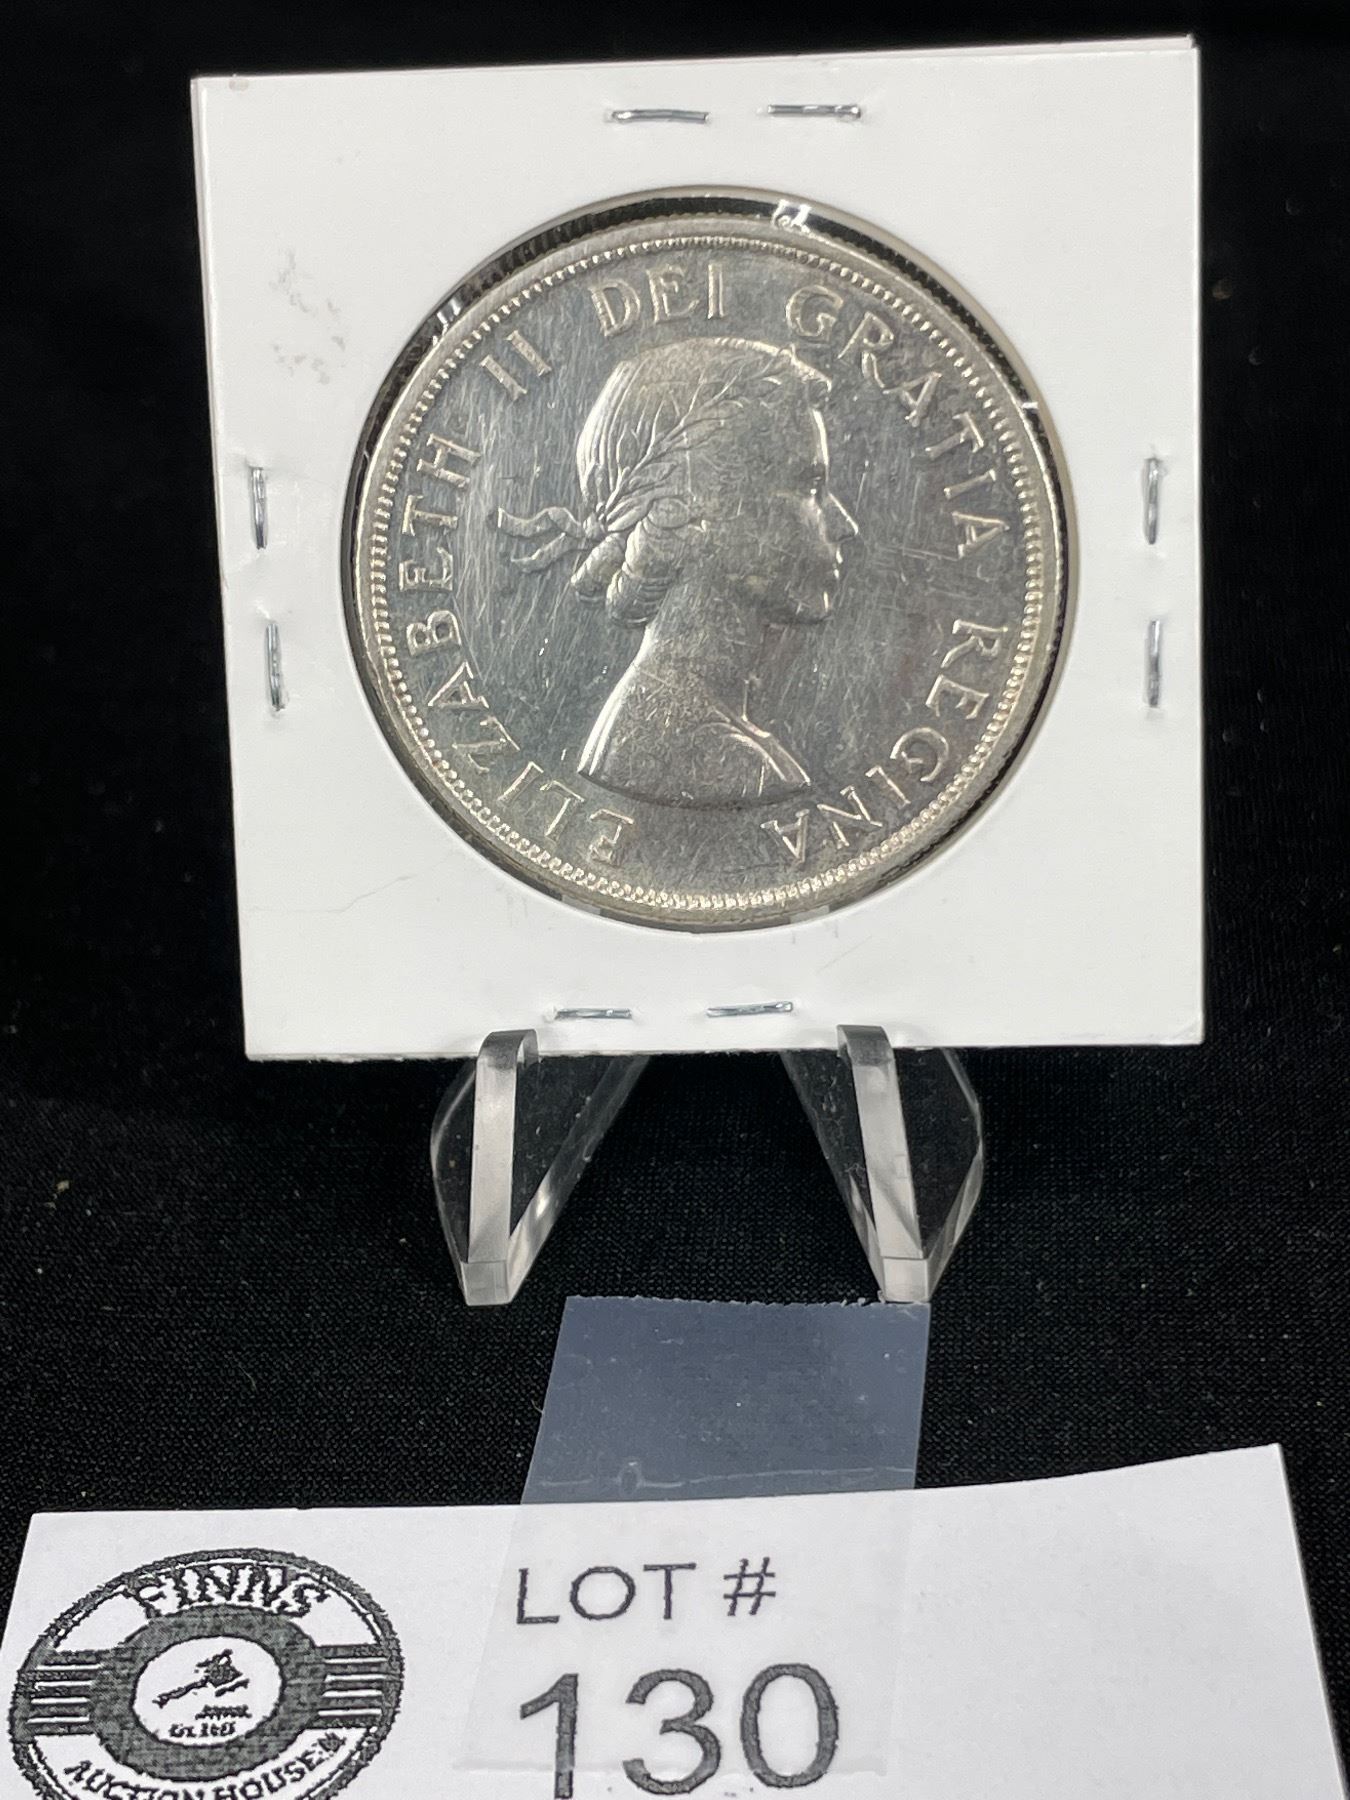 ELIZABETH II DEI GRATIA REGINA
FINNS
AUCTION HOUSE
LOT #
130